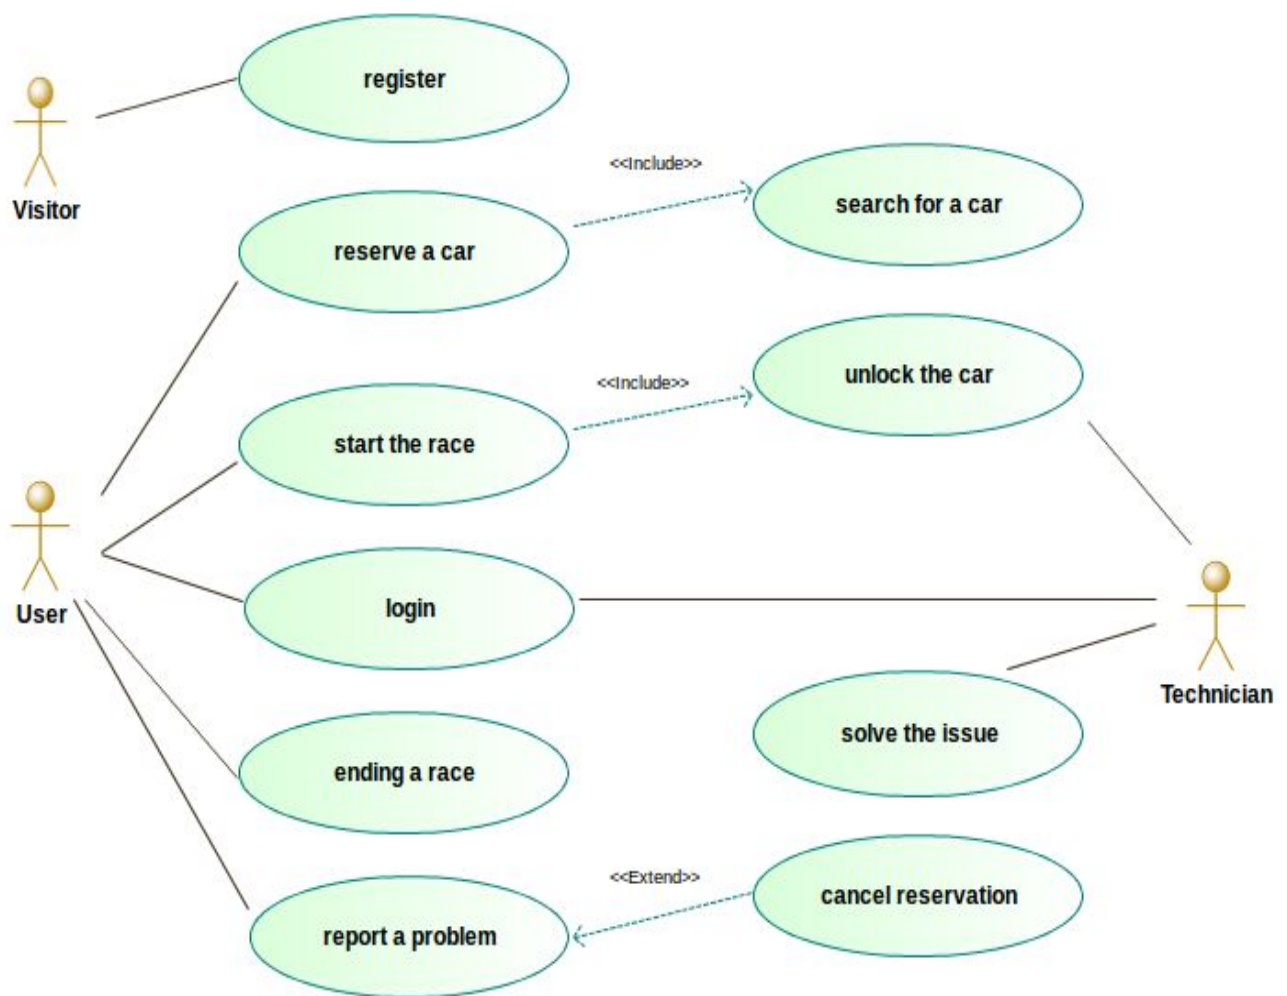 register
Visitor
<<Include>>
search for a car
reserve a car
<<Include>>
unlock the car
start the race
User
login
Technician
solve the issue
ending a race
<<Extend>>
cancel reservation
report a problem